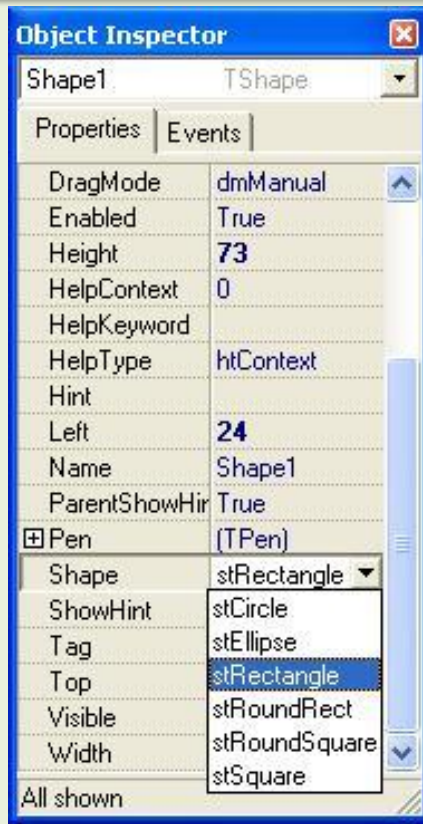 Object Inspector
Shape1 TShape
Properties Events
DragMode dmManual
Enabled True
Height 73
HelpContext 0
HelpKeyword
HelpType htContext
Hint
Left 24
Name Shape1
ParentShowHir True
Pen (TPen)
Shape stRectangle
ShowHint stCircle
Tag stEllipse
Top stRectangle
Visible stRoundRect
Width stRoundSquare
stSquare
All shown